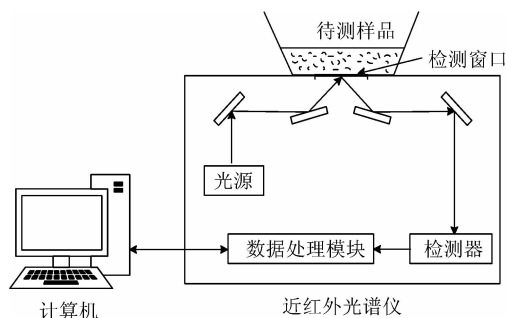 待测样品
检测窗口
光源
数据处理模块
检测器
计算机
近红外光谱仪